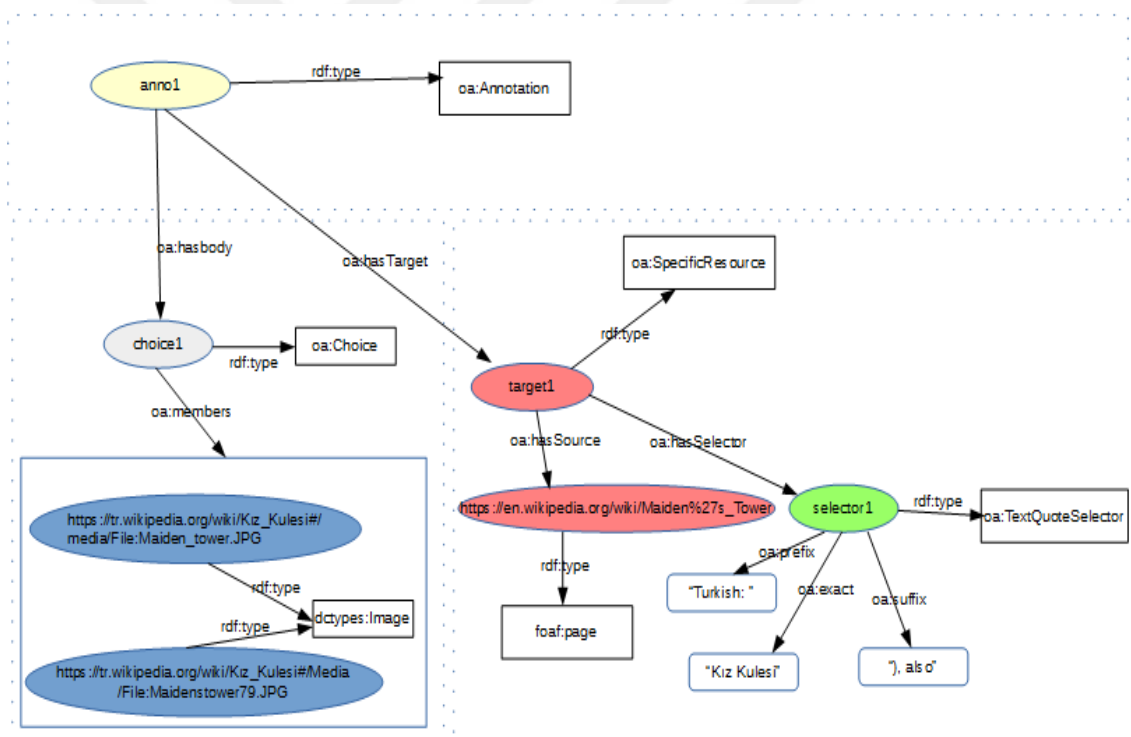 anno1
rdf:type
oa:Annotation
oa:hasbody
oa:hasTarget
oa:SpecificResource
rdf:type
choice1
rdf:type
oa:Choice
target1
oa:members
oa:hasSource
oa:hasSelector
https://tr.wikipedia.org/wiki/Kız_Kulesi#/
media/File:Maiden_tower.JPG
https://en.wikipedia.org/wiki/Maiden%27s_Tower
selector1
rdf:type
oa:TextQuoteSelector
rdf:type
dctypes:Image
rdf:type
rdf:type
foaf:page
oa:prefix
oa:exact
oa:suffix
"Turkish: "
"Kız Kulesi"
"), also"
https://tr.wikipedia.org/wiki/Kız_Kulesi#/Media
/File:Maidenstower79.JPG